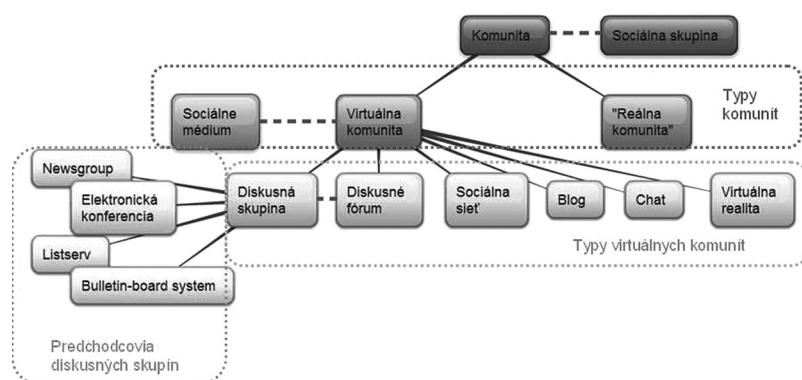 Komunita
Sociálna skupina
Typy
komunít
Sociálne
médium
Virtuálna
komunita
"Reálna
komunita"
Newsgroup
Elektronická
konferencia
Listserv
Bulletin-board system
Diskusná
skupina
Diskusné
fórum
Sociálna
sieť
Blog
Chat
Virtuálna
realita
Typy virtuálnych komunít
Predchodcovia
diskusných skupín